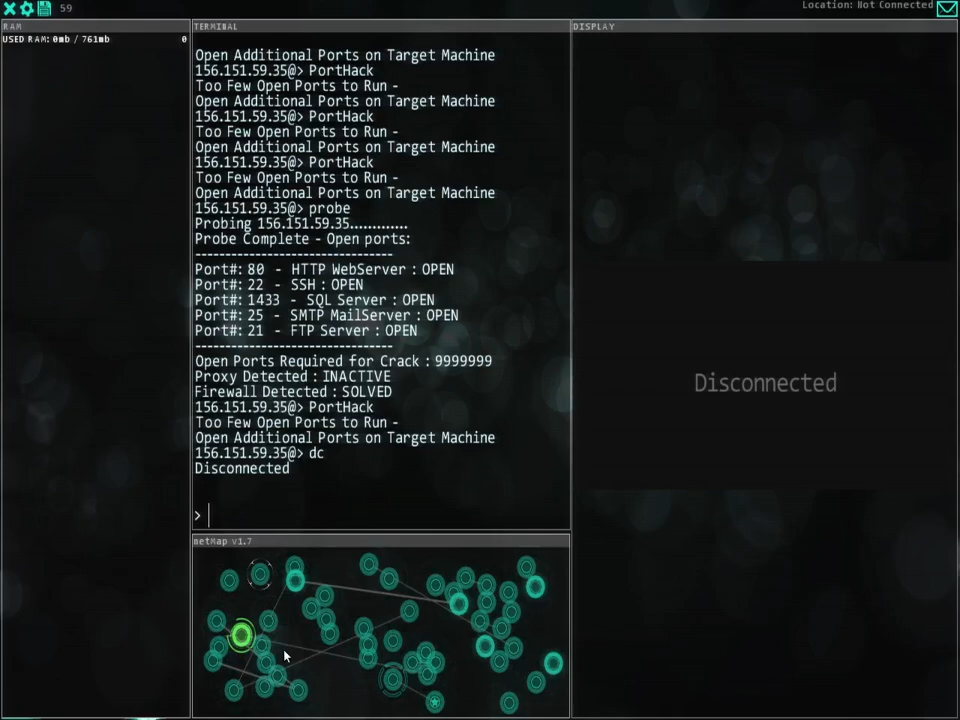 59
Location: Not Connected
RAM
USED RAM: 0mb / 761mb 0
TERMINAL
Open Additional Ports on Target Machine
156.151.59.35@> PortHack
Too Few Open Ports to Run -
Open Additional Ports on Target Machine
156.151.59.35@> PortHack
Too Few Open Ports to Run -
Open Additional Ports on Target Machine
156.151.59.35@> PortHack
Too Few Open Ports to Run -
Open Additional Ports on Target Machine
156.151.59.35@> probe
Probing 156.151.59.35.............
Probe Complete - Open ports:
---------------------------------
Port#: 80 - HTTP WebServer : OPEN
Port#: 22 - SSH : OPEN
Port#: 1433 - SQL Server : OPEN
Port#: 25 - SMTP MailServer : OPEN
Port#: 21 - FTP Server : OPEN
---------------------------------
Open Ports Required for Crack : 9999999
Proxy Detected : INACTIVE
Firewall Detected : SOLVED
156.151.59.35@> PortHack
Too Few Open Ports to Run -
Open Additional Ports on Target Machine
156.151.59.35@> dc
Disconnected
>
netMap v1.7
DISPLAY
Disconnected